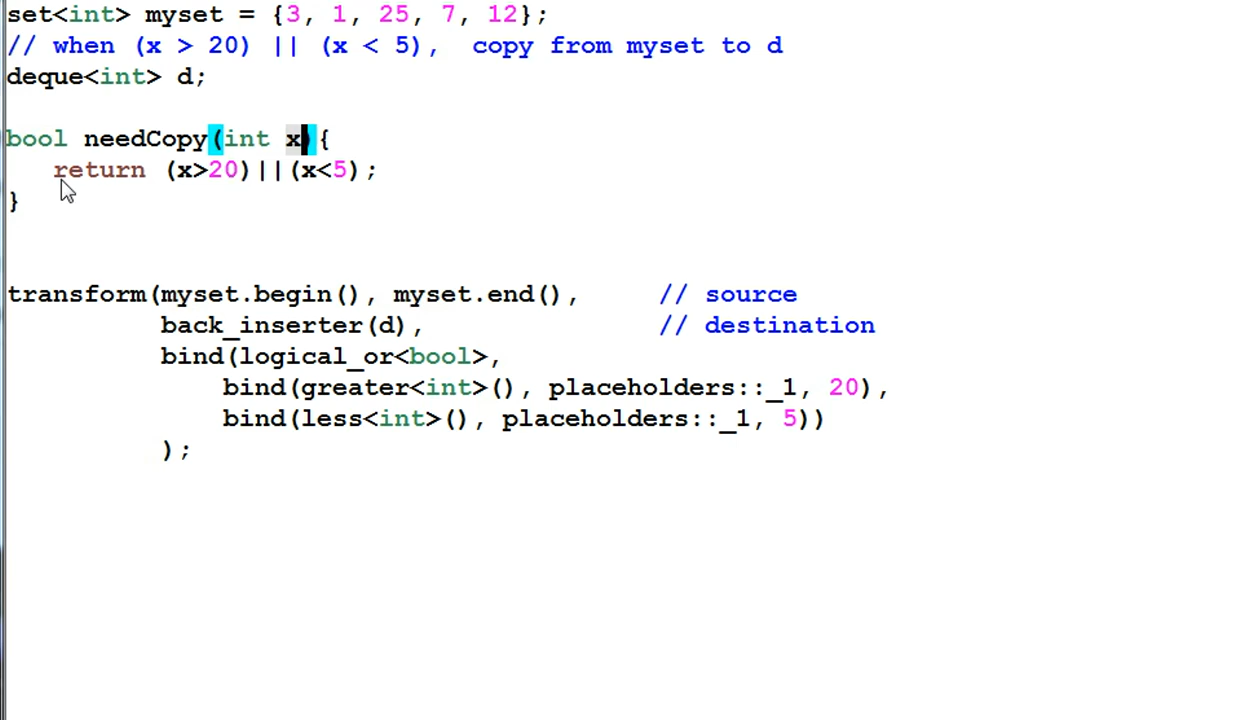 set<int> myset = {3, 1, 25, 7, 12};
// when (x > 20) || (x < 5),  copy from myset to d
deque<int> d;
bool needCopy(int x){
   return (x>20)||(x<5);
}
transform(myset.begin(), myset.end(),     // source
          back_inserter(d),               // destination
          bind(logical_or<bool>,
              bind(greater<int>(), placeholders::_1, 20),
              bind(less<int>(), placeholders::_1, 5))
          );